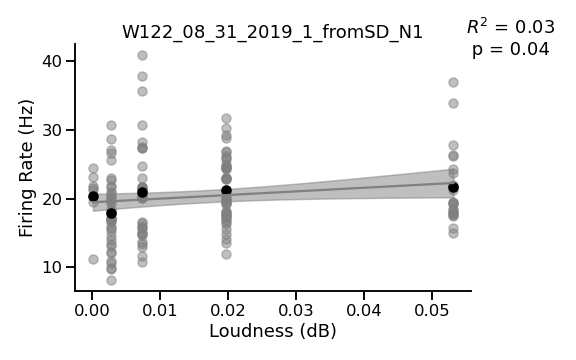 W122_08_31_2019_1_fromSD_N1
R² = 0.03
p = 0.04
Firing Rate (Hz)
40
30
20
10
0.00 0.01 0.02 0.03 0.04 0.05
Loudness (dB)